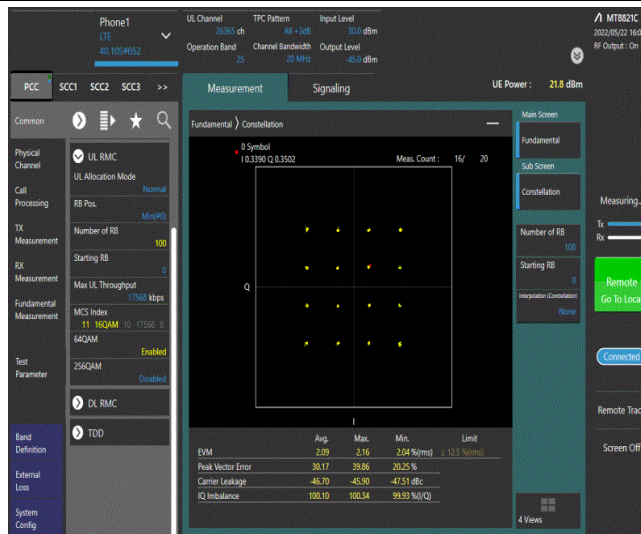 Phone1
LTE
40.105#052
UL Channel
26365 ch
TPC Pattern
All +3dB
Input Level
30.0 dBm
Operation Band
25
Channel Bandwidth
20 MHz
Output Level
-45.0 dBm
MT8821C
2022/05/22 16:0
RF Output : On
PCC
SCC1
SCC2
SCC3
>>
Measurement
Signaling
UE Power : 21.8 dBm
Common
Physical
Channel
Call
Processing
TX
Measurement
RX
Measurement
Fundamental
Measurement
Test
Parameter
Band
Definition
External
Loss
System
Config
UL RMC
UL Allocation Mode
Normal
RB Pos.
Min(#0)
Number of RB
100
Starting RB
0
Max UL Throughput
17568 kbps
MCS Index
11 16QAM 10 17568 8
64QAM
Enabled
256QAM
Disabled
DL RMC
TDD
Fundamental 〉 Constellation
0 Symbol
I 0.3390 Q 0.3502
Meas. Count : 16/ 20
Q
I
Avg. Max. Min. Limit
EVM 2.09 2.16 2.04 %(rms) ≤ 12.5 %(rms)
Peak Vector Error 30.17 39.86 20.25 %
Carrier Leakage -46.70 -45.90 -47.51 dBc
IQ Imbalance 100.10 100.34 99.93 %(I/Q)
Main Screen
Fundamental
Sub Screen
Constellation
Number of RB
100
Starting RB
0
Interpolation (Constellation)
None
4 Views
Measuring..
Tx
Rx
Remote
Go To Loca
Connected
Remote Trac
Screen Off